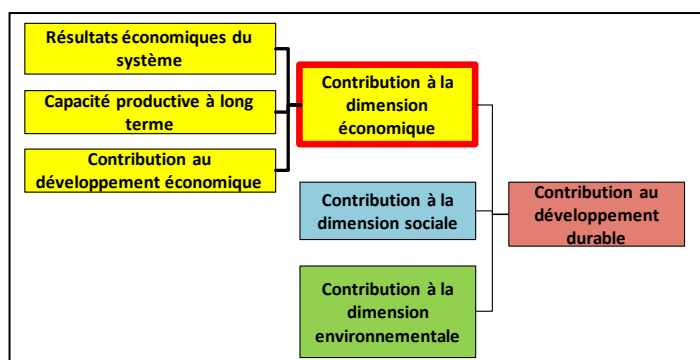 Résultats économiques du
système
Capacité productive à long
terme
Contribution au
développement économique
Contribution à la
dimension
économique
Contribution à la
dimension sociale
Contribution à la
dimension
environnementale
Contribution au
développement
durable